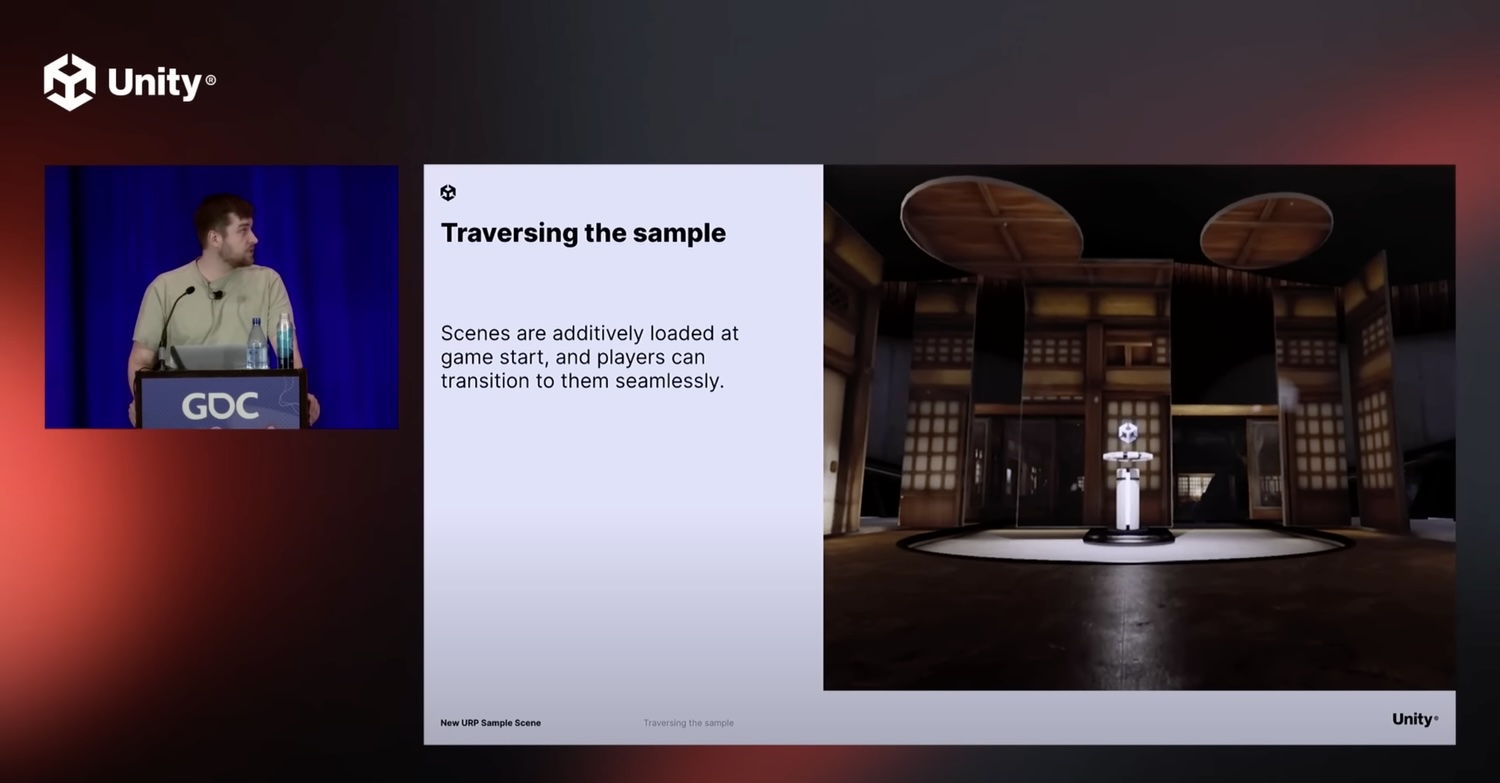 Unity®
Traversing the sample
Scenes are additively loaded at
game start, and players can
transition to them seamlessly.
GDC
New URP Sample Scene
Traversing the sample
Unity®